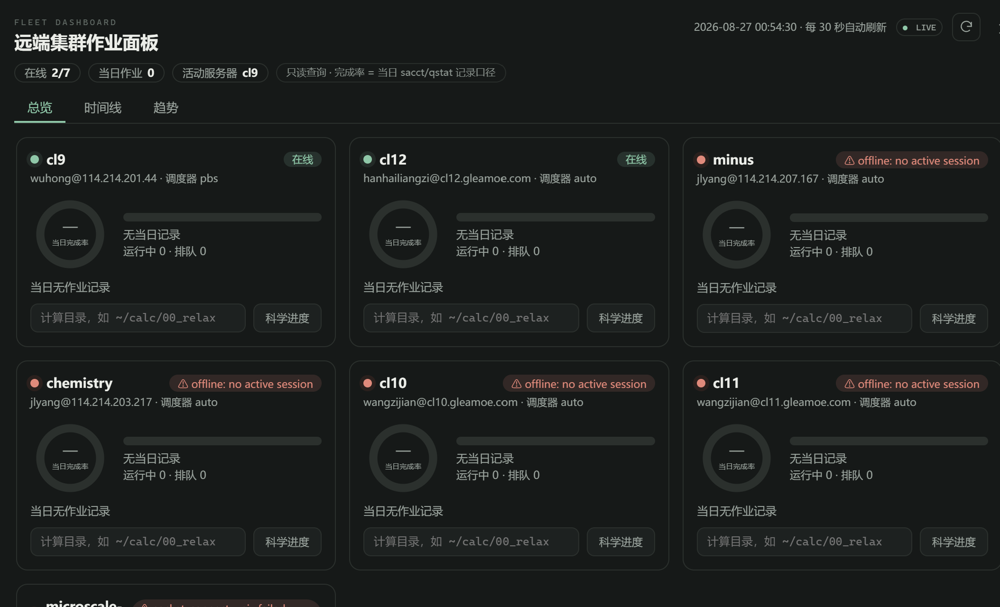 FLEET DASHBOARD
远端集群作业面板
2026-08-27 00:54:30 · 每 30 秒自动刷新
LIVE
在线 2/7
当日作业 0
活动服务器 cl9
只读查询 · 完成率 = 当日 sacct/qstat 记录口径
总览
时间线
趋势
cl9
在线
wuhong@114.214.201.44 · 调度器 pbs
—
当日完成率
无当日记录
运行中 0 · 排队 0
当日无作业记录
计算目录，如 ~/calc/00_relax
科学进度
cl12
在线
hanhailiangzi@cl12.gleamoe.com · 调度器 auto
—
当日完成率
无当日记录
运行中 0 · 排队 0
当日无作业记录
计算目录，如 ~/calc/00_relax
科学进度
minus
offline: no active session
jlyang@114.214.207.167 · 调度器 auto
—
当日完成率
无当日记录
运行中 0 · 排队 0
当日无作业记录
计算目录，如 ~/calc/00_relax
科学进度
chemistry
offline: no active session
jlyang@114.214.203.217 · 调度器 auto
—
当日完成率
无当日记录
运行中 0 · 排队 0
当日无作业记录
计算目录，如 ~/calc/00_relax
科学进度
cl10
offline: no active session
wangzijian@cl10.gleamoe.com · 调度器 auto
—
当日完成率
无当日记录
运行中 0 · 排队 0
当日无作业记录
计算目录，如 ~/calc/00_relax
科学进度
cl11
offline: no active session
wangzijian@cl11.gleamoe.com · 调度器 auto
—
当日完成率
无当日记录
运行中 0 · 排队 0
当日无作业记录
计算目录，如 ~/calc/00_relax
科学进度
microscale-